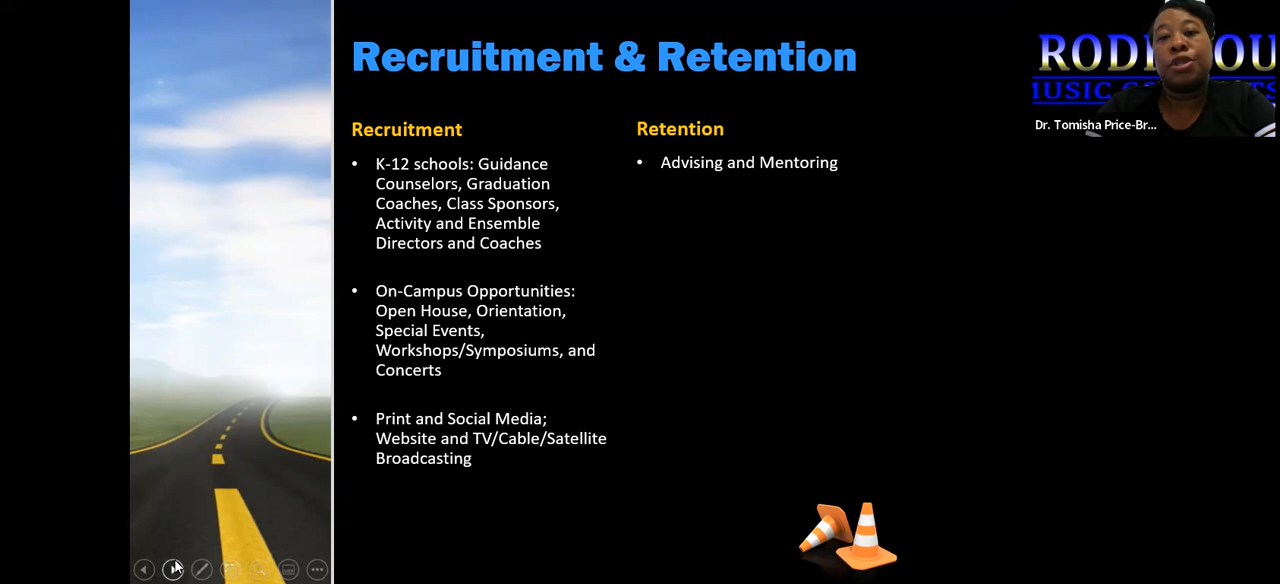 Recruitment & Retention
Recruitment
• K-12 schools: Guidance
Counselors, Graduation
Coaches, Class Sponsors,
Activity and Ensemble
Directors and Coaches
• On-Campus Opportunities:
Open House, Orientation,
Special Events,
Workshops/Symposiums, and
Concerts
• Print and Social Media;
Website and TV/Cable/Satellite
Broadcasting
Retention
• Advising and Mentoring
Dr. Tomisha Price-Br...